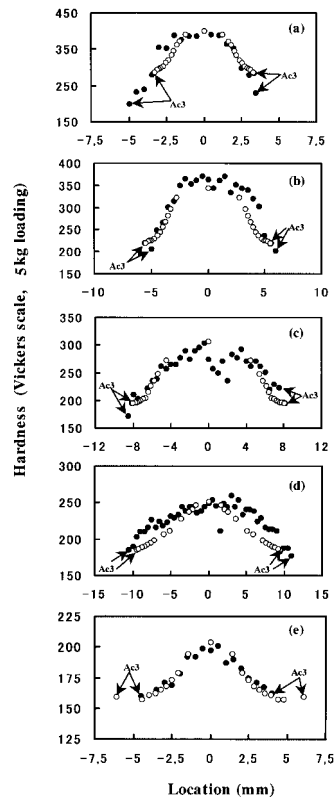 Hardness (Vickers scale, 5kg loading)
450
(a)
350
250
Ac3
Ac3
150
-7,5 -5 -2,5 0 2,5 5 7,5
400
(b)
350
300
250
200
Ac3
Ac3
150
-10 -5 0 5 10
350
(c)
300
250
Ac3
Ac3
200
150
-12 -8 -4 0 4 8 12
300
(d)
250
200
Ac3
Ac3
150
-15 -10 -5 0 5 10 15
225
(e)
200
175
Ac3
Ac3
150
125
-7,5 -5 -2,5 0 2,5 5 7,5
Location (mm)